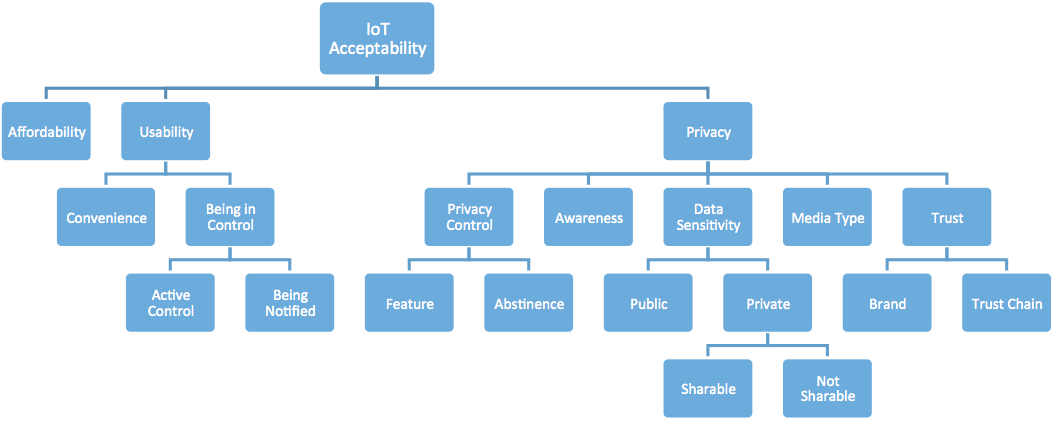 IoT
Acceptability
Affordability
Usability
Privacy
Convenience
Being in
Control
Privacy
Control
Awareness
Data
Sensitivity
Media Type
Trust
Active
Control
Being
Notified
Feature
Abstinence
Public
Private
Brand
Trust Chain
Sharable
Not
Sharable